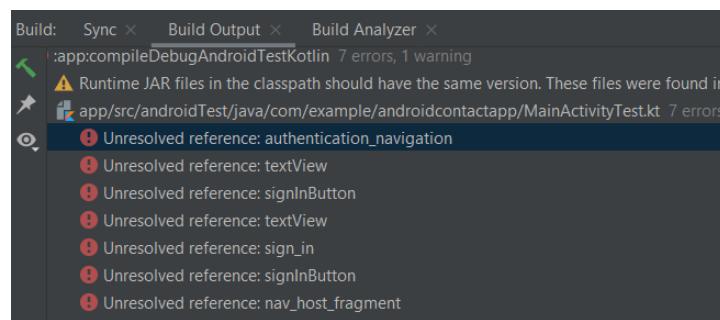 Build: Sync × Build Output × Build Analyzer ×
:app:compileDebugAndroidTestKotlin 7 errors, 1 warning
Runtime JAR files in the classpath should have the same version. These files were found i
app/src/androidTest/java/com/example/androidcontactapp/MainActivityTest.kt 7 errors
Unresolved reference: authentication_navigation
Unresolved reference: textView
Unresolved reference: signInButton
Unresolved reference: textView
Unresolved reference: sign_in
Unresolved reference: signInButton
Unresolved reference: nav_host_fragment